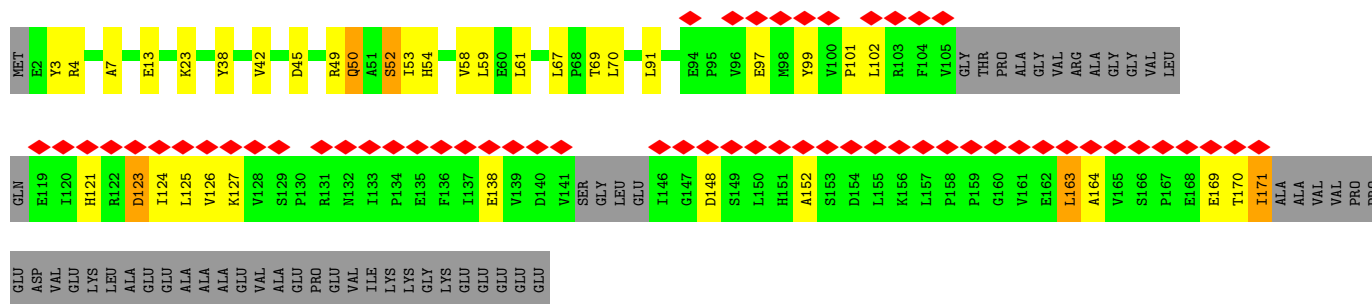 MET E2 Y3 R4 A7 E13 K23 Y38 V42 D45 R49 Q50 A51 S52 I53 H54 V58 L59 E60 L61 L67 P68 T69 L70 L91 E94 P95 V96 E97 M98 Y99 V100 P101 L102 R103 F104 V105 GLY THR PRO ALA GLY VAL ARG ALA GLY GLY VAL LEU
GLN E119 I120 H121 R122 D123 I124 L125 V126 K127 V128 S129 P130 R131 N132 I133 P134 E135 F136 I137 E138 V139 D140 V141 SER GLY LEU GLU I146 G147 D148 S149 L150 H151 A152 S153 D154 L155 K156 L157 P158 P159 G160 V161 E162 L163 A164 V165 S166 P167 E168 E169 T170 I171 ALA ALA VAL VAL PRO PRO
GLU ASP VAL GLU LYS LEU ALA GLU GLU ALA ALA ALA GLU VAL ALA GLU PRO GLU VAL ILE LYS LYS GLY LYS GLU GLU GLU GLU GLU